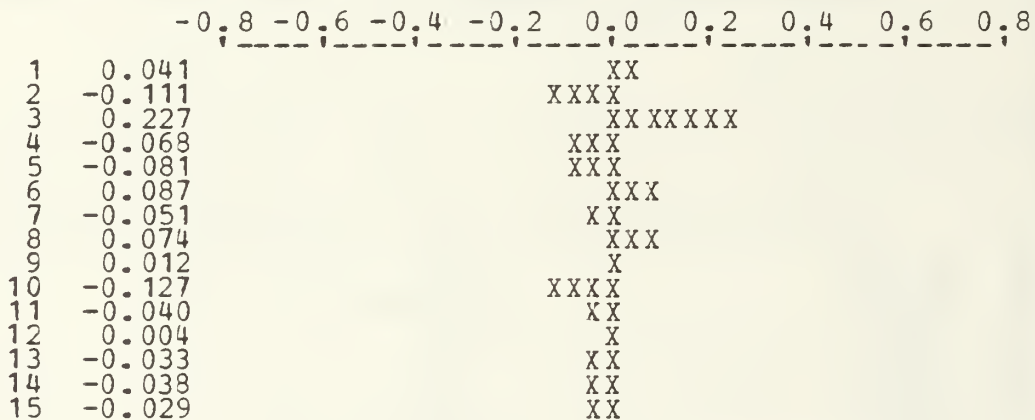 -0.8 -0.6 -0.4 -0.2 0.0 0.2 0.4 0.6 0.8
1 0.041 XX
2 -0.111 XXXX
3 0.227 XXXXXXX
4 -0.068 XXX
5 -0.081 XXX
6 0.087 XXX
7 -0.051 XX
8 0.074 XXX
9 0.012 X
10 -0.127 XXXX
11 -0.040 XX
12 0.004 X
13 -0.033 XX
14 -0.038 XX
15 -0.029 XX